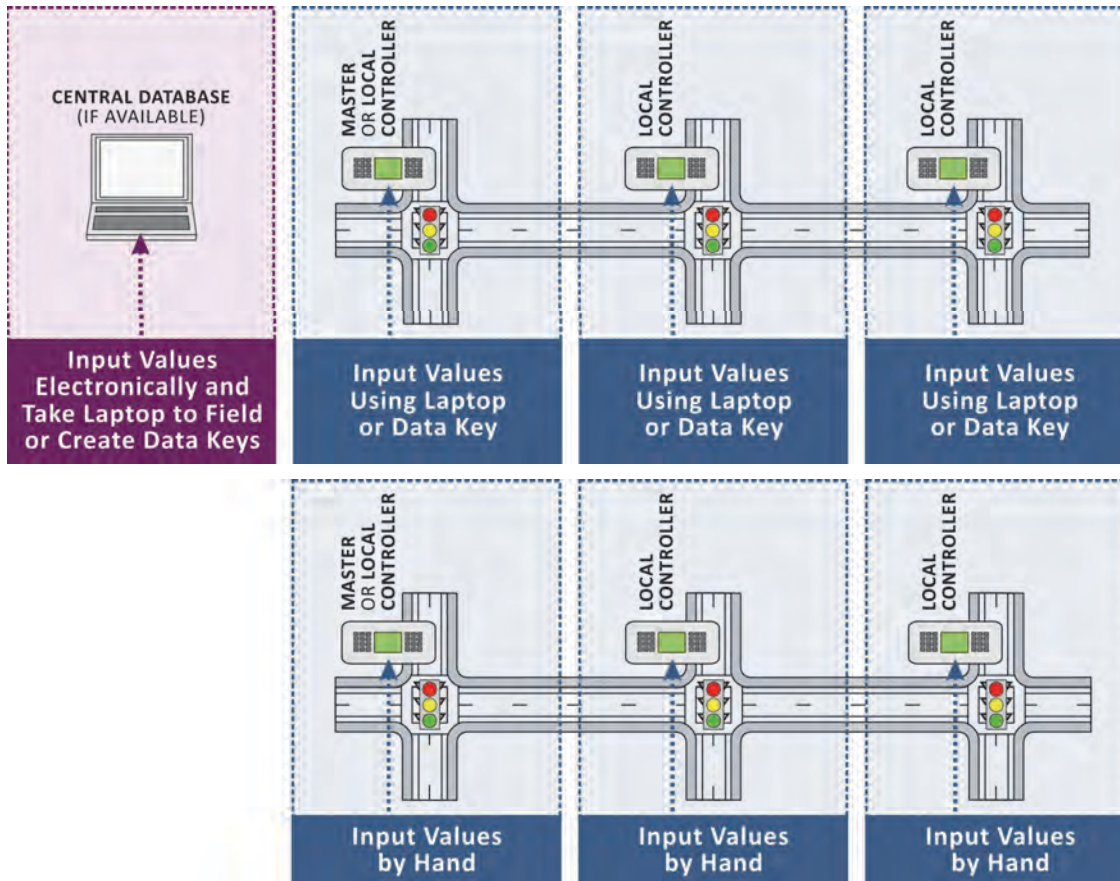 CENTRAL DATABASE
(IF AVAILABLE)
MASTER
OR LOCAL
CONTROLLER
LOCAL
CONTROLLER
LOCAL
CONTROLLER
Input Values
Electronically and
Take Laptop to Field
or Create Data Keys
Input Values
Using Laptop
or Data Key
Input Values
Using Laptop
or Data Key
Input Values
Using Laptop
or Data Key
MASTER
OR LOCAL
CONTROLLER
LOCAL
CONTROLLER
LOCAL
CONTROLLER
Input Values
by Hand
Input Values
by Hand
Input Values
by Hand